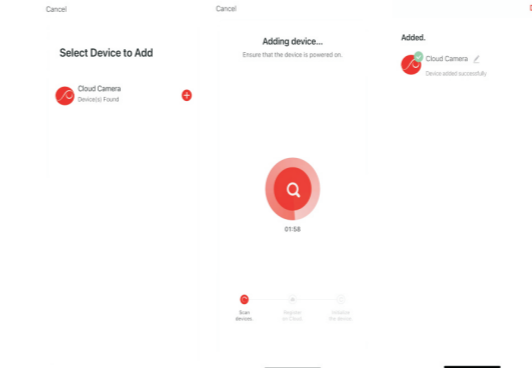 Cancel
Select Device to Add
Cloud Camera
Device(s) Found
Cancel
Adding device...
Ensure that the device is powered on.
01:58
Scan
devices
Register
on Cloud
Initialize
the device
Added.
Cloud Camera
Device added successfully